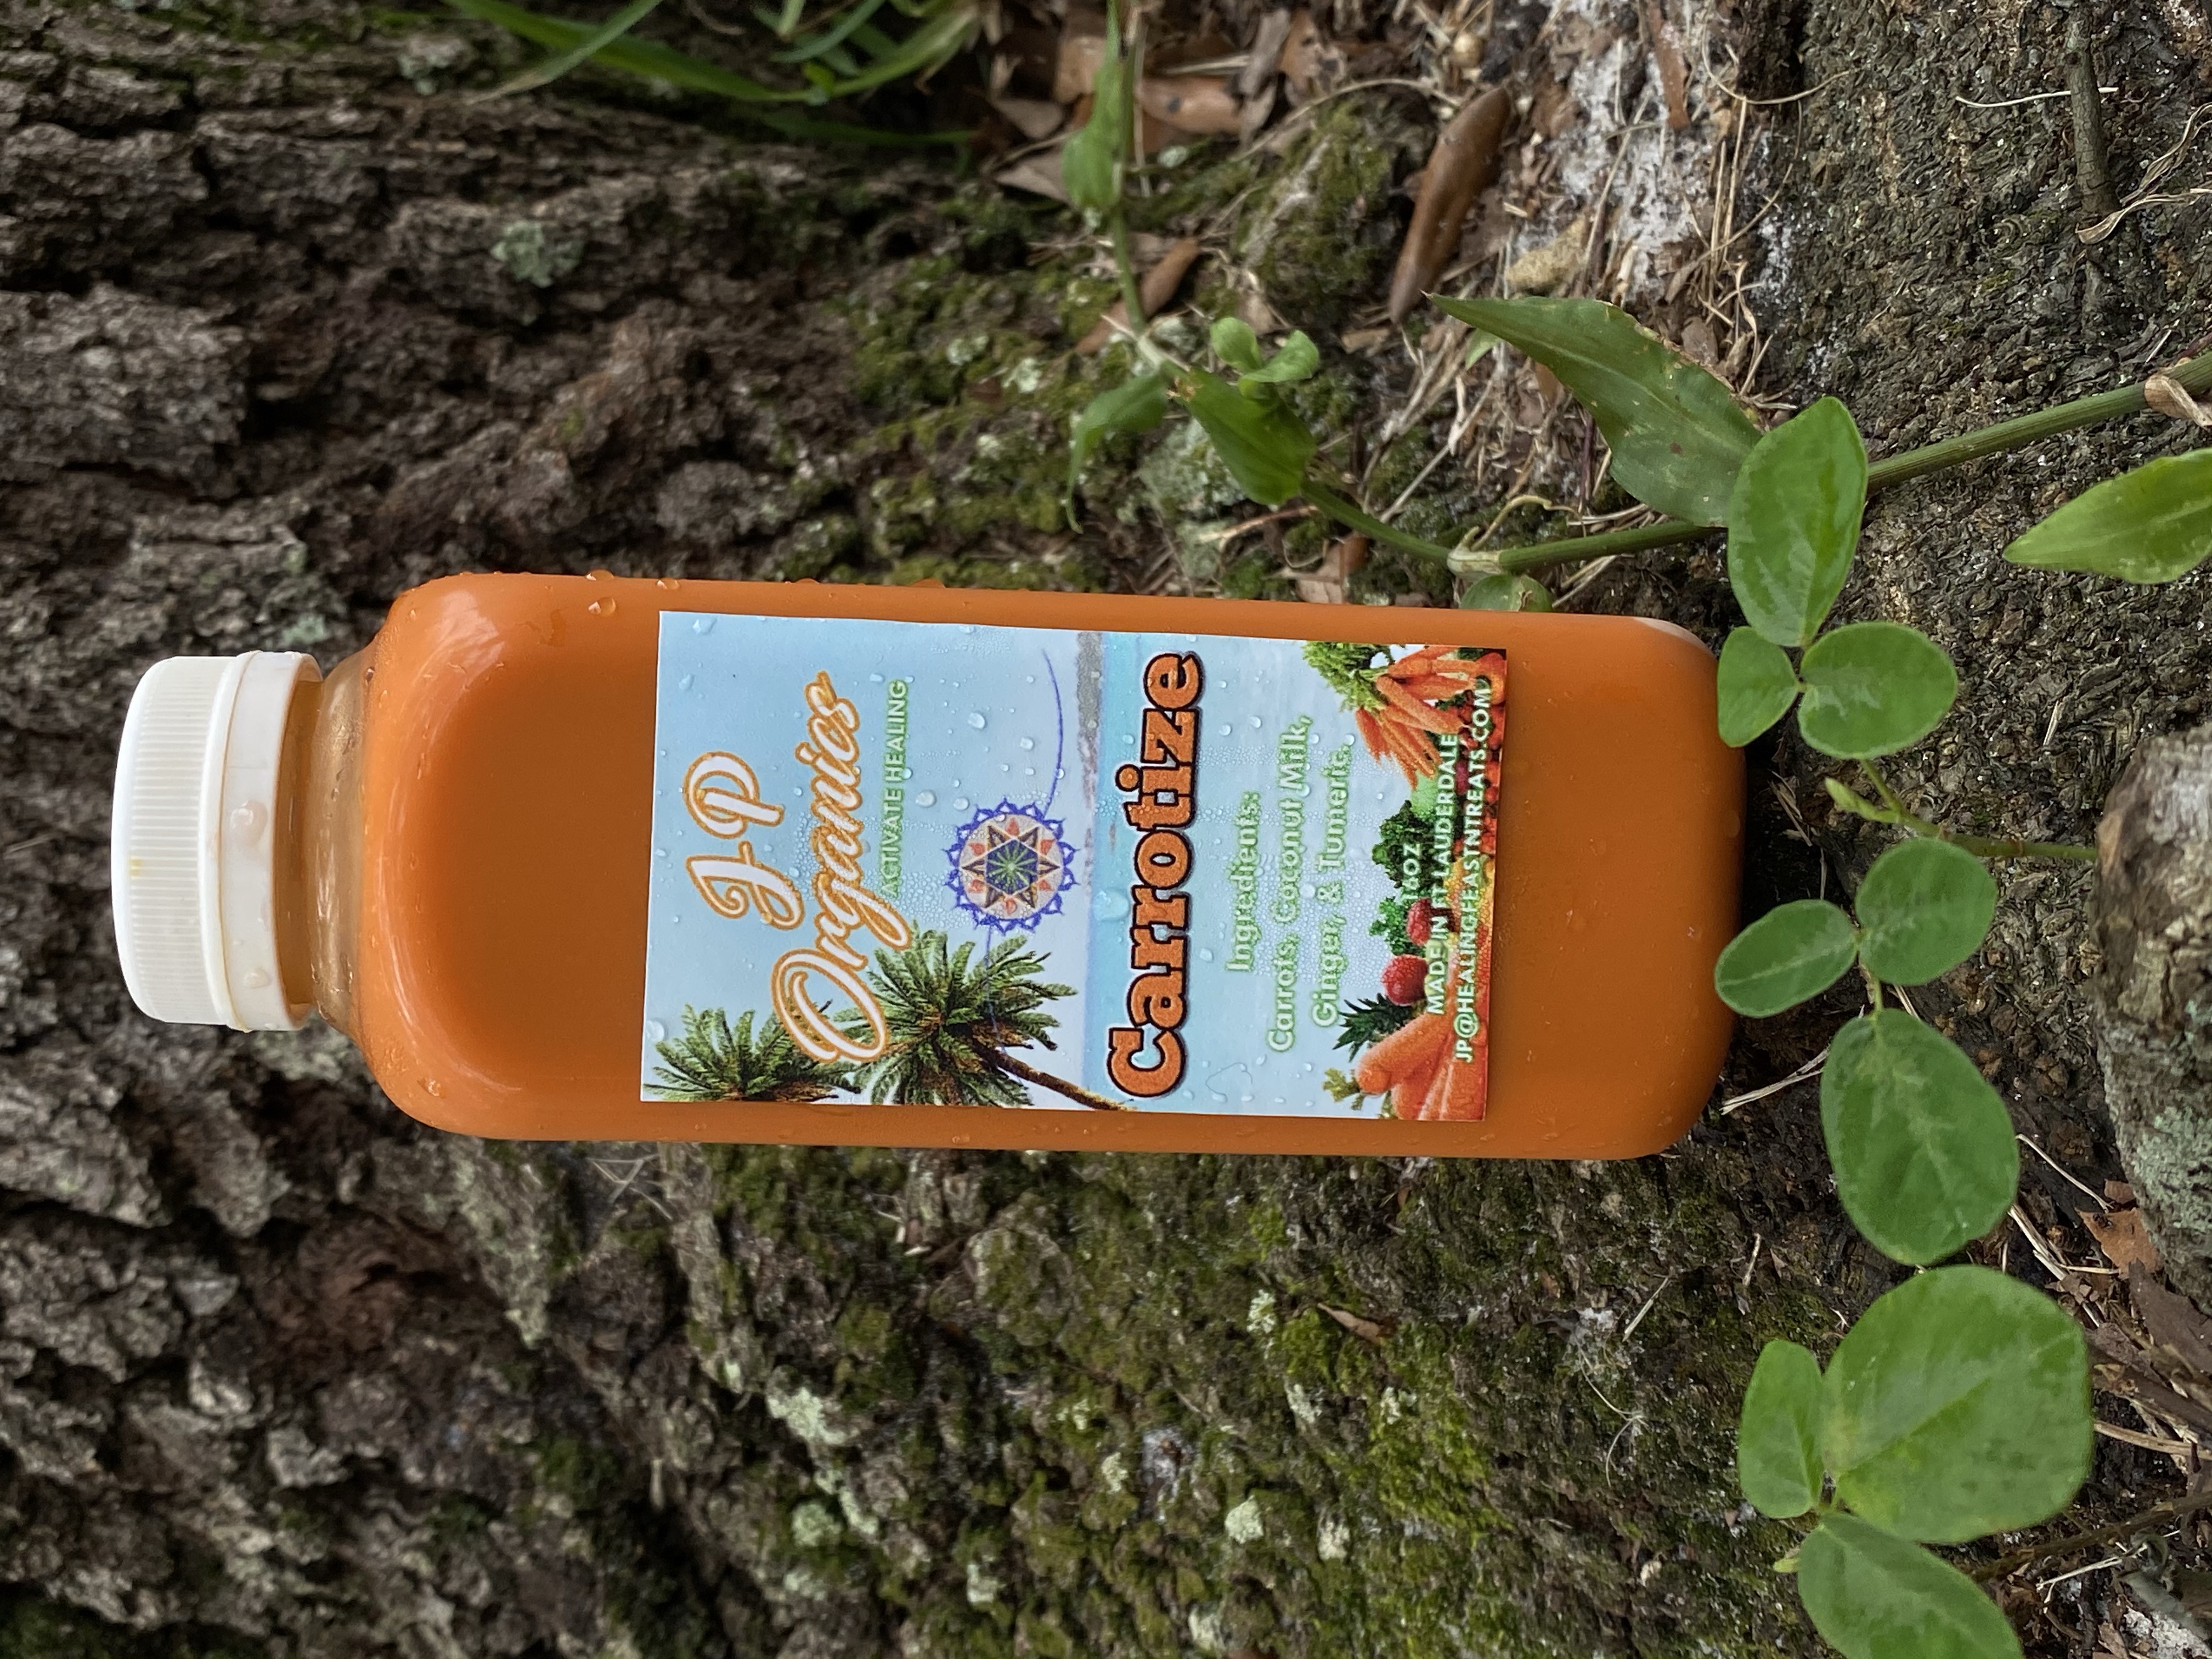 JP
Organics
ACTIVATE HEALING
Carrotize
Ingredients:
Carrots, Coconut Milk,
Ginger, & Tumeric.
16OZ
MADE IN FT LAUDERDALE
JP@HEALINGFEASTNTREATS.COM